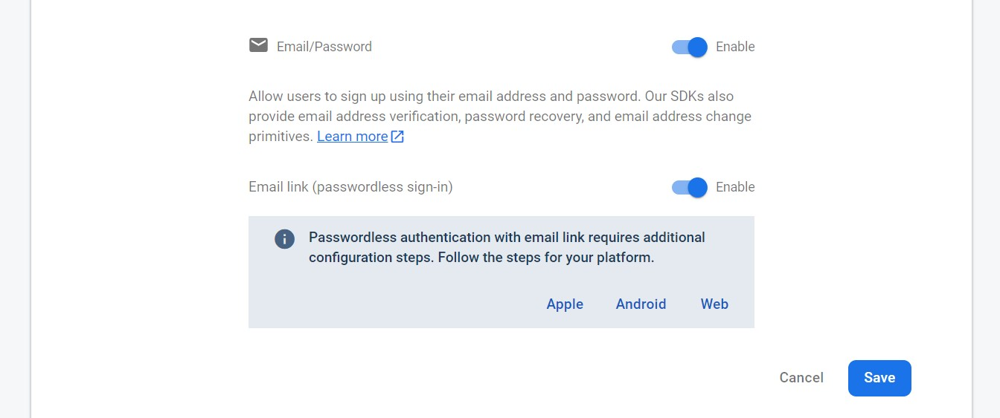 Email/Password
Enable
Allow users to sign up using their email address and password. Our SDKs also
provide email address verification, password recovery, and email address change
primitives. Learn more
Email link (passwordless sign-in)
Enable
Passwordless authentication with email link requires additional
configuration steps. Follow the steps for your platform.
Apple
Android
Web
Cancel
Save